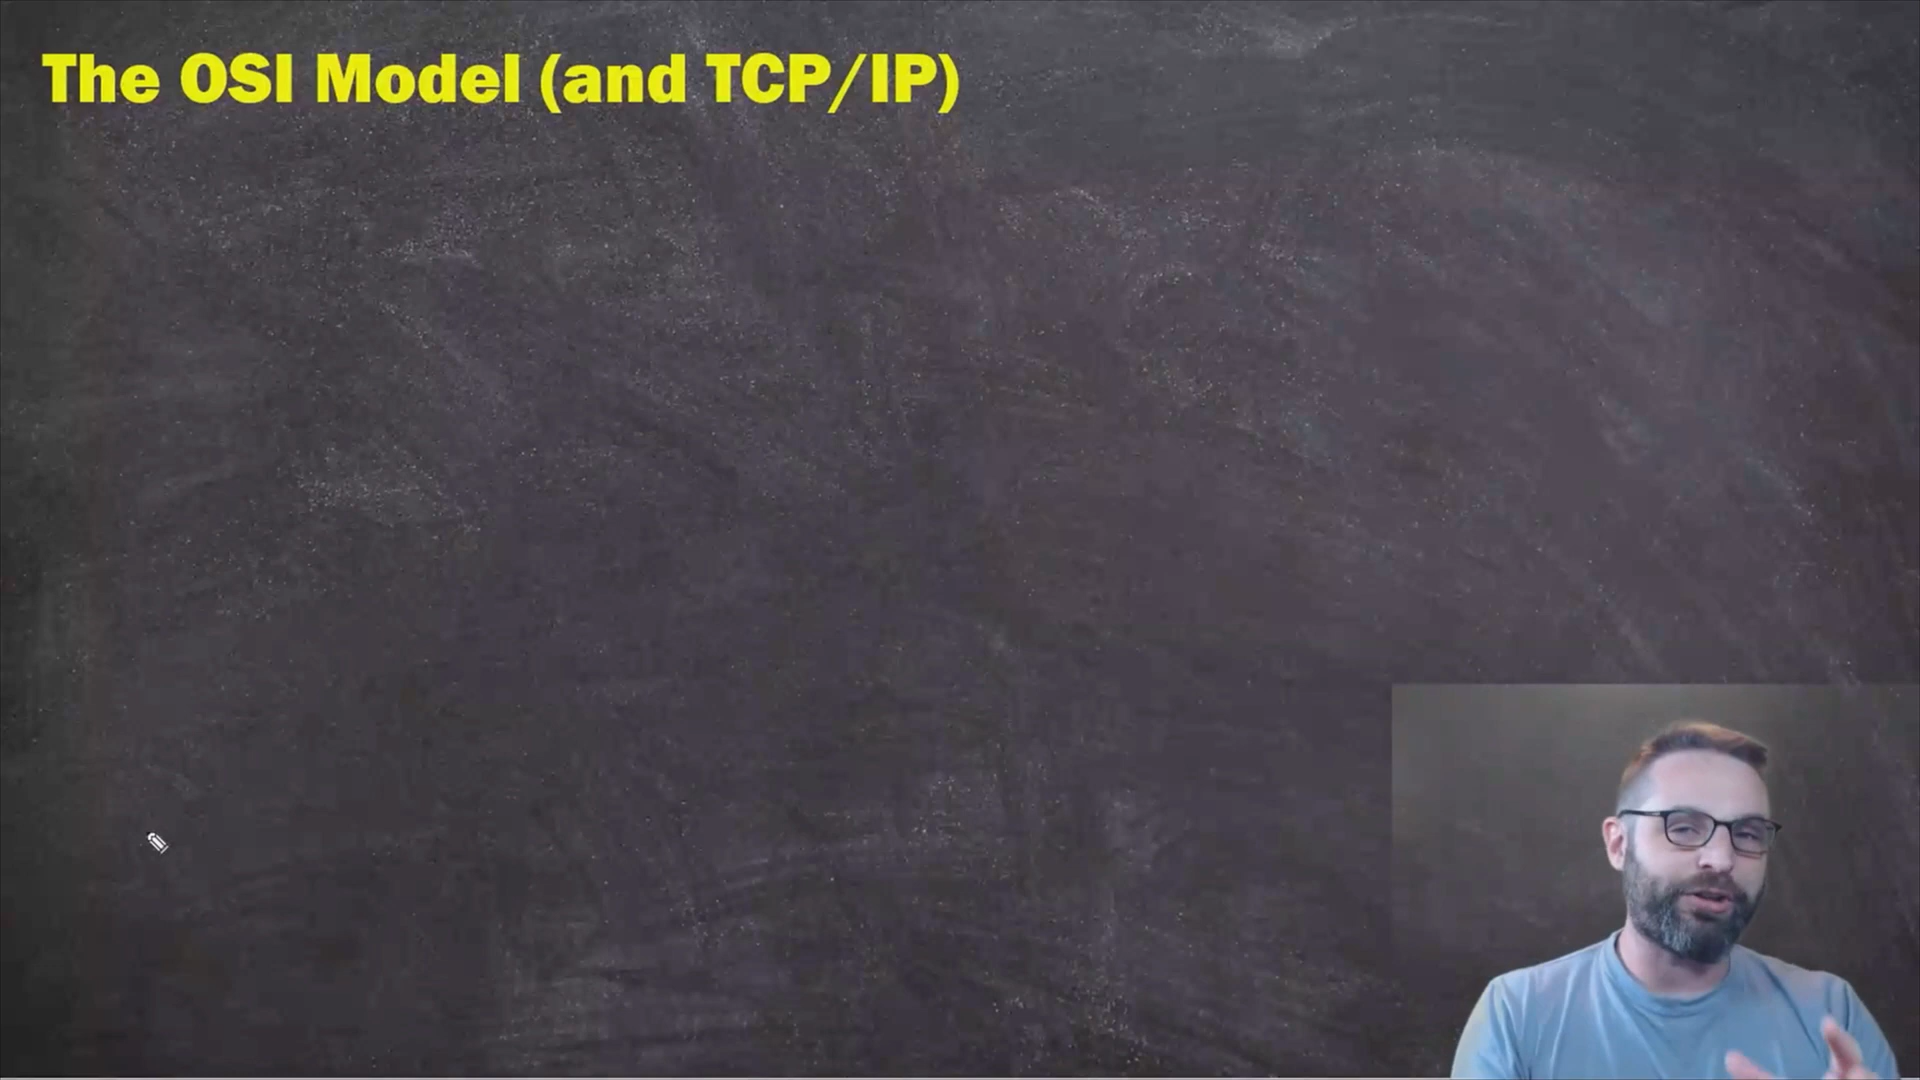 The OSI Model (and TCP/IP)